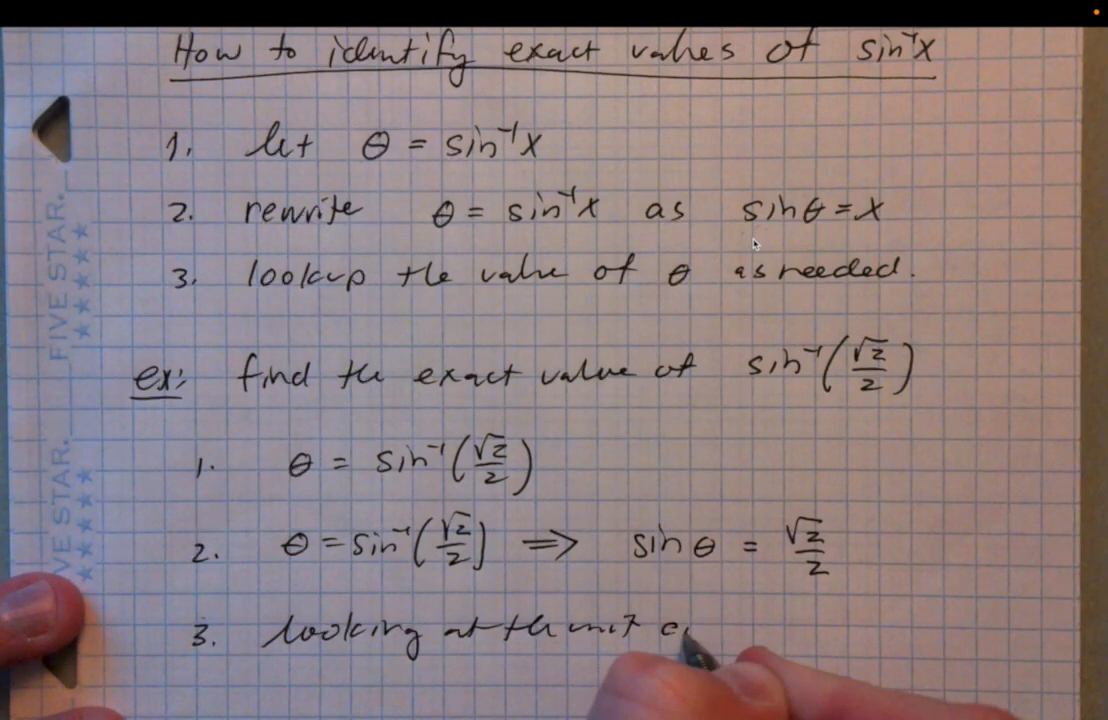 How to identify exact values of sin⁻¹x
1. let θ = sin⁻¹x
2. rewrite θ = sin⁻¹x as sinθ = x
3. lookup the value of θ as needed.
ex: find the exact value of sin⁻¹(√2/2)
1. θ = sin⁻¹(√2/2)
2. θ = sin⁻¹(√2/2) ⟹ sin θ = √2/2
3. looking at the unit
FIVE STAR. ★★★★★
VE STAR. ★★★★★